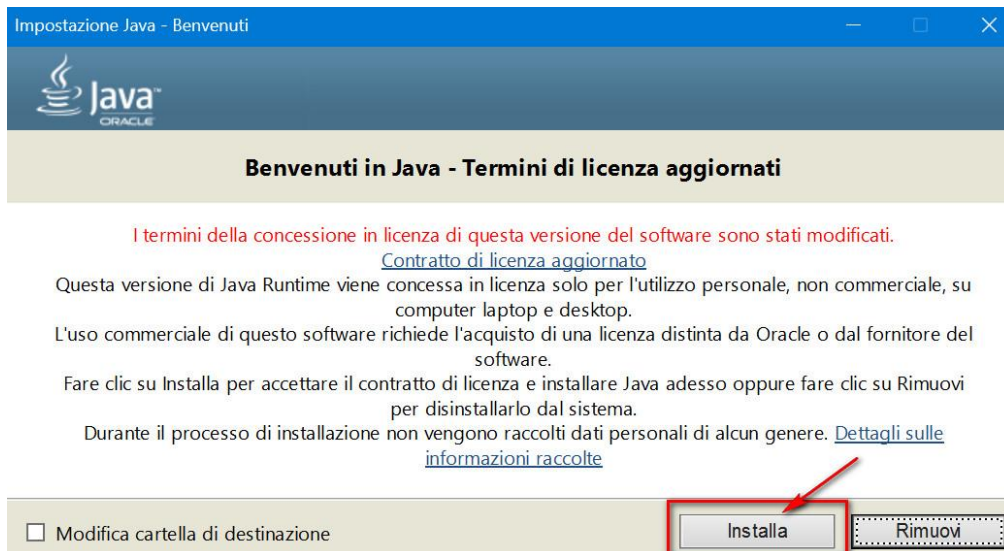 Impostazione Java - Benvenuti
Java™
ORACLE
Benvenuti in Java - Termini di licenza aggiornati
I termini della concessione in licenza di questa versione del software sono stati modificati.
Contratto di licenza aggiornato
Questa versione di Java Runtime viene concessa in licenza solo per l'utilizzo personale, non commerciale, su
computer laptop e desktop.
L'uso commerciale di questo software richiede l'acquisto di una licenza distinta da Oracle o dal fornitore del
software.
Fare clic su Installa per accettare il contratto di licenza e installare Java adesso oppure fare clic su Rimuovi
per disinstallarlo dal sistema.
Durante il processo di installazione non vengono raccolti dati personali di alcun genere. Dettagli sulle
informazioni raccolte
Modifica cartella di destinazione
Installa
Rimuovi